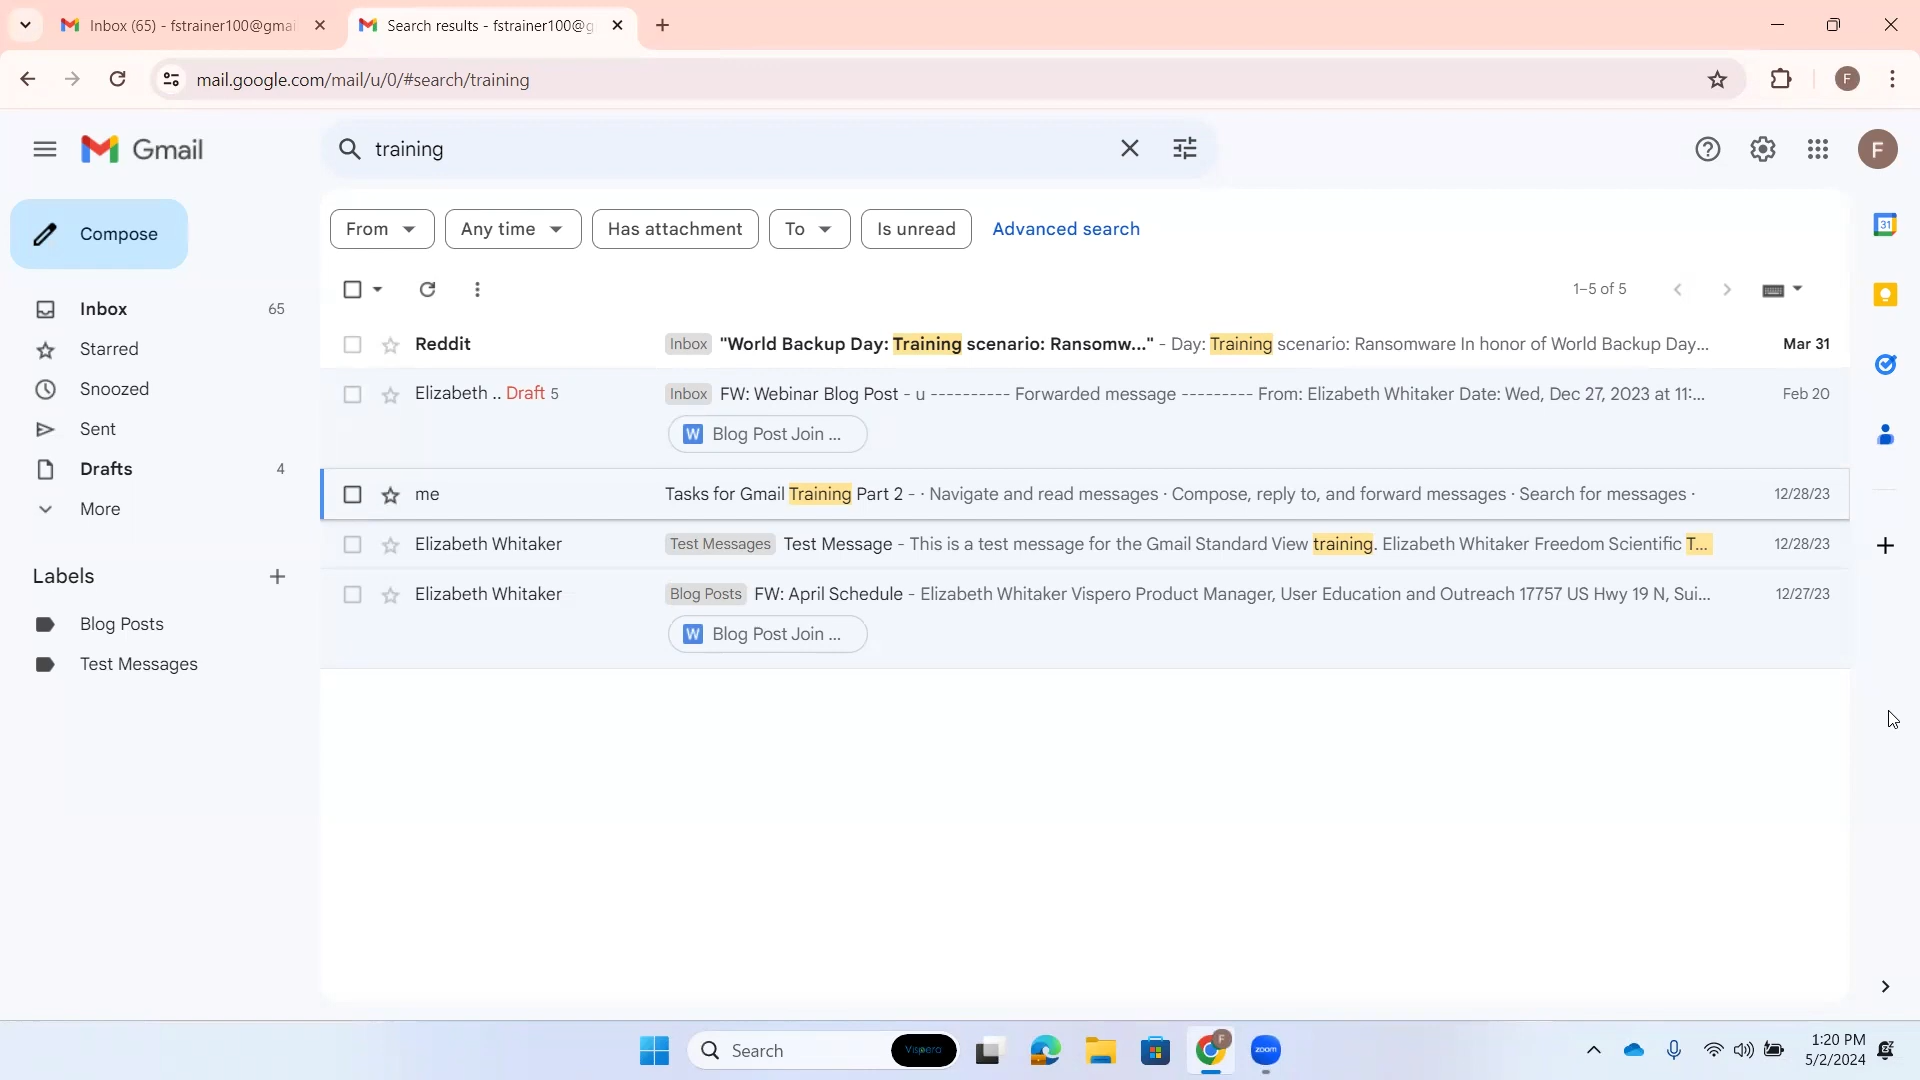 Inbox (65) - fstrainer100@gmai
Search results - fstrainer100@g
mail.google.com/mail/u/0/#search/training
Gmail
training
F
F
Compose
From
Any time
Has attachment
To
Is unread
Advanced search
1–5 of 5
Inbox 65
Starred
Snoozed
Sent
Drafts 4
More
Labels
Blog Posts
Test Messages
Reddit Inbox "World Backup Day: Training scenario: Ransomw..." - Day: Training scenario: Ransomware In honor of World Backup Day... Mar 31
Elizabeth .. Draft 5 Inbox FW: Webinar Blog Post - u ---------- Forwarded message --------- From: Elizabeth Whitaker Date: Wed, Dec 27, 2023 at 11:... Feb 20
W Blog Post Join ...
me Tasks for Gmail Training Part 2 - · Navigate and read messages · Compose, reply to, and forward messages · Search for messages · 12/28/23
Elizabeth Whitaker Test Messages Test Message - This is a test message for the Gmail Standard View training. Elizabeth Whitaker Freedom Scientific T... 12/28/23
Elizabeth Whitaker Blog Posts FW: April Schedule - Elizabeth Whitaker Vispero Product Manager, User Education and Outreach 17757 US Hwy 19 N, Sui... 12/27/23
W Blog Post Join ...
31
Search
Vispero
F
zoom
1:20 PM
5/2/2024